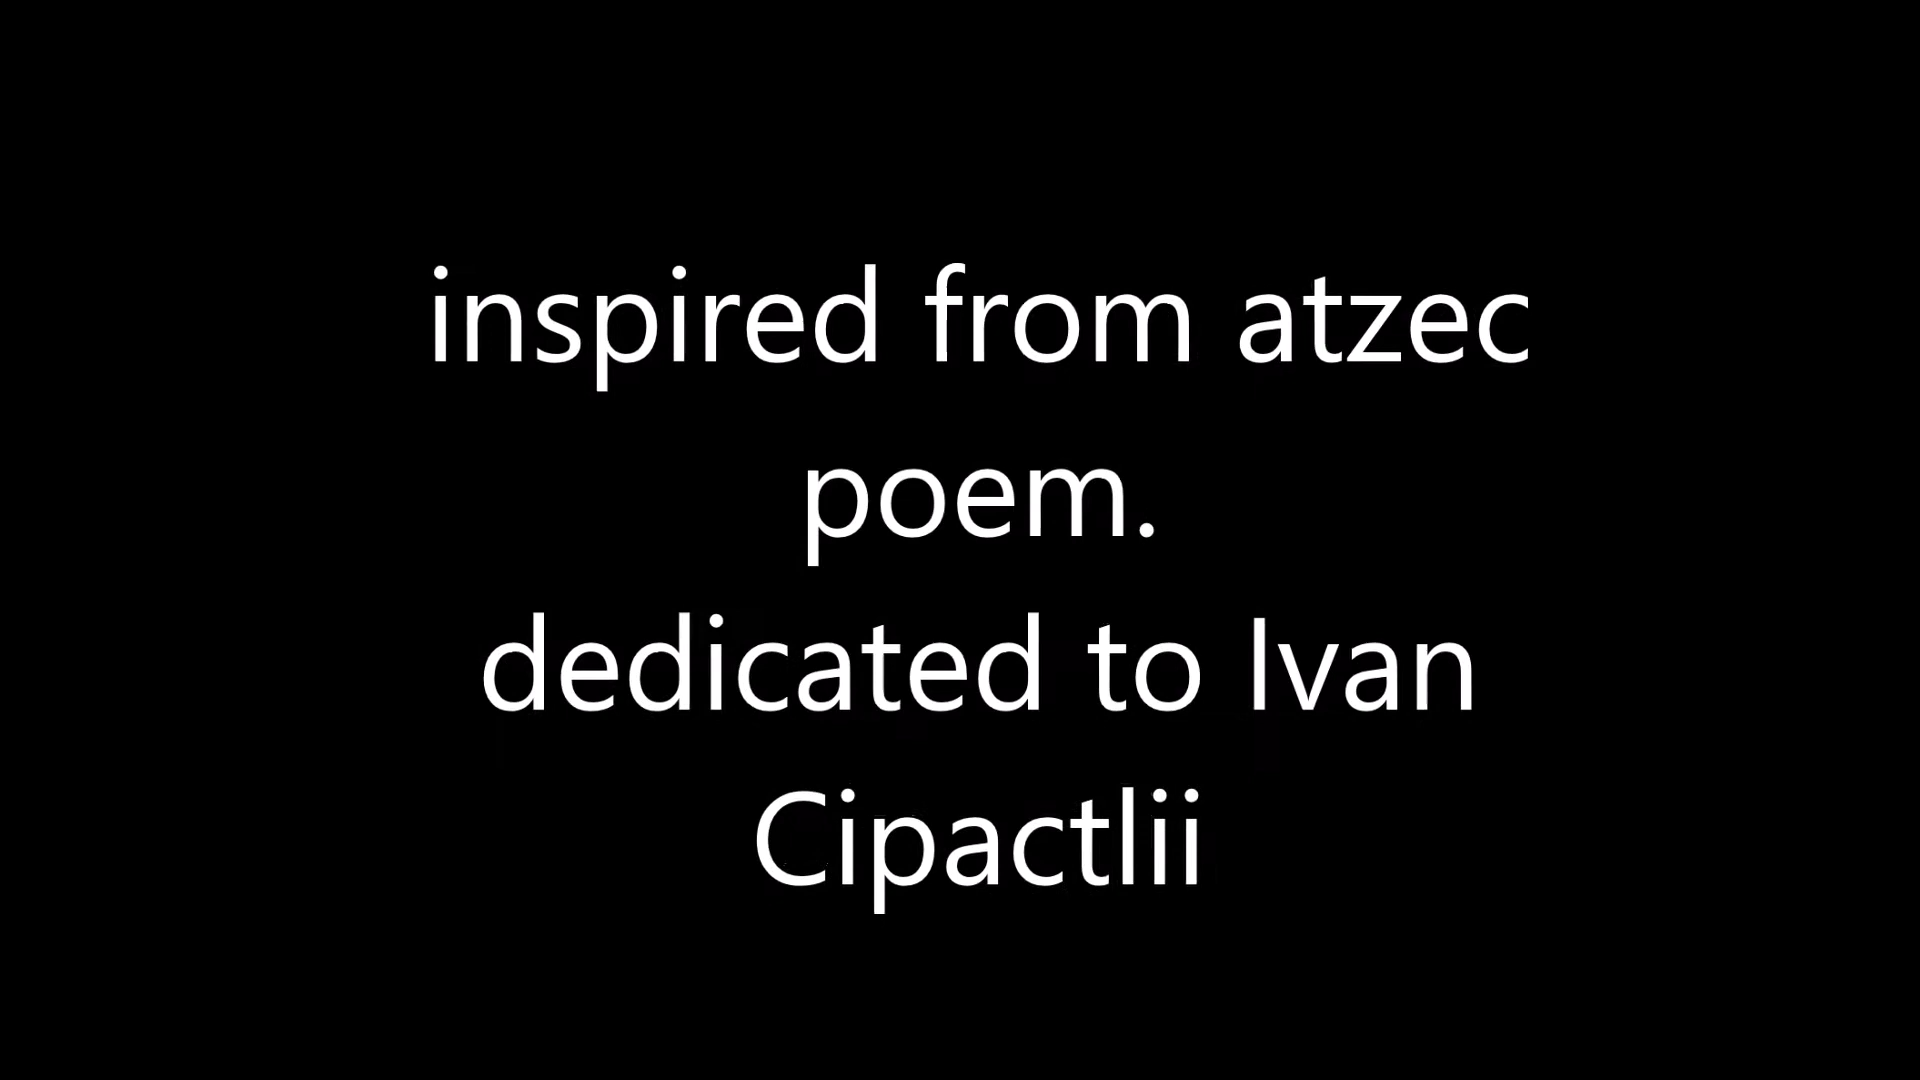 inspired from atzec
poem.
dedicated to Ivan
Cipactlii